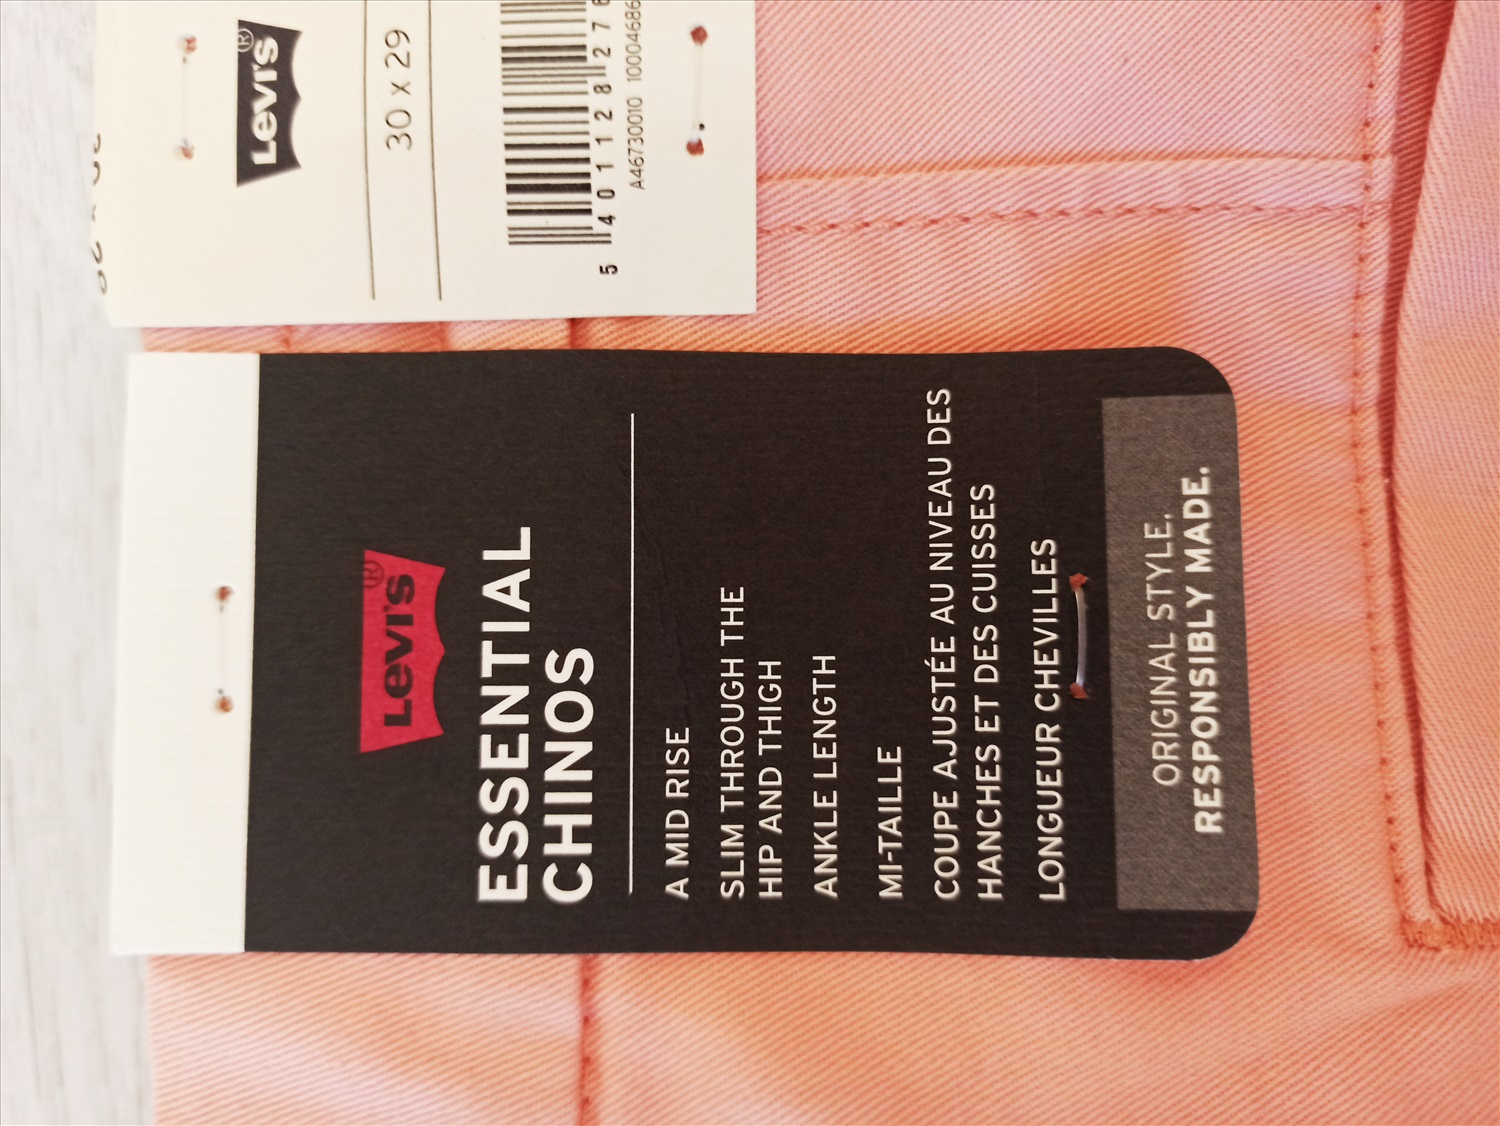 Levi's®
30 x 29
5 401128 276
A46730010 10004686
Levi's®
ESSENTIAL
CHINOS
A MID RISE
SLIM THROUGH THE
HIP AND THIGH
ANKLE LENGTH
MI-TAILLE
COUPE AJUSTÉE AU NIVEAU DES
HANCHES ET DES CUISSES
LONGUEUR CHEVILLES
ORIGINAL STYLE.
RESPONSIBLY MADE.